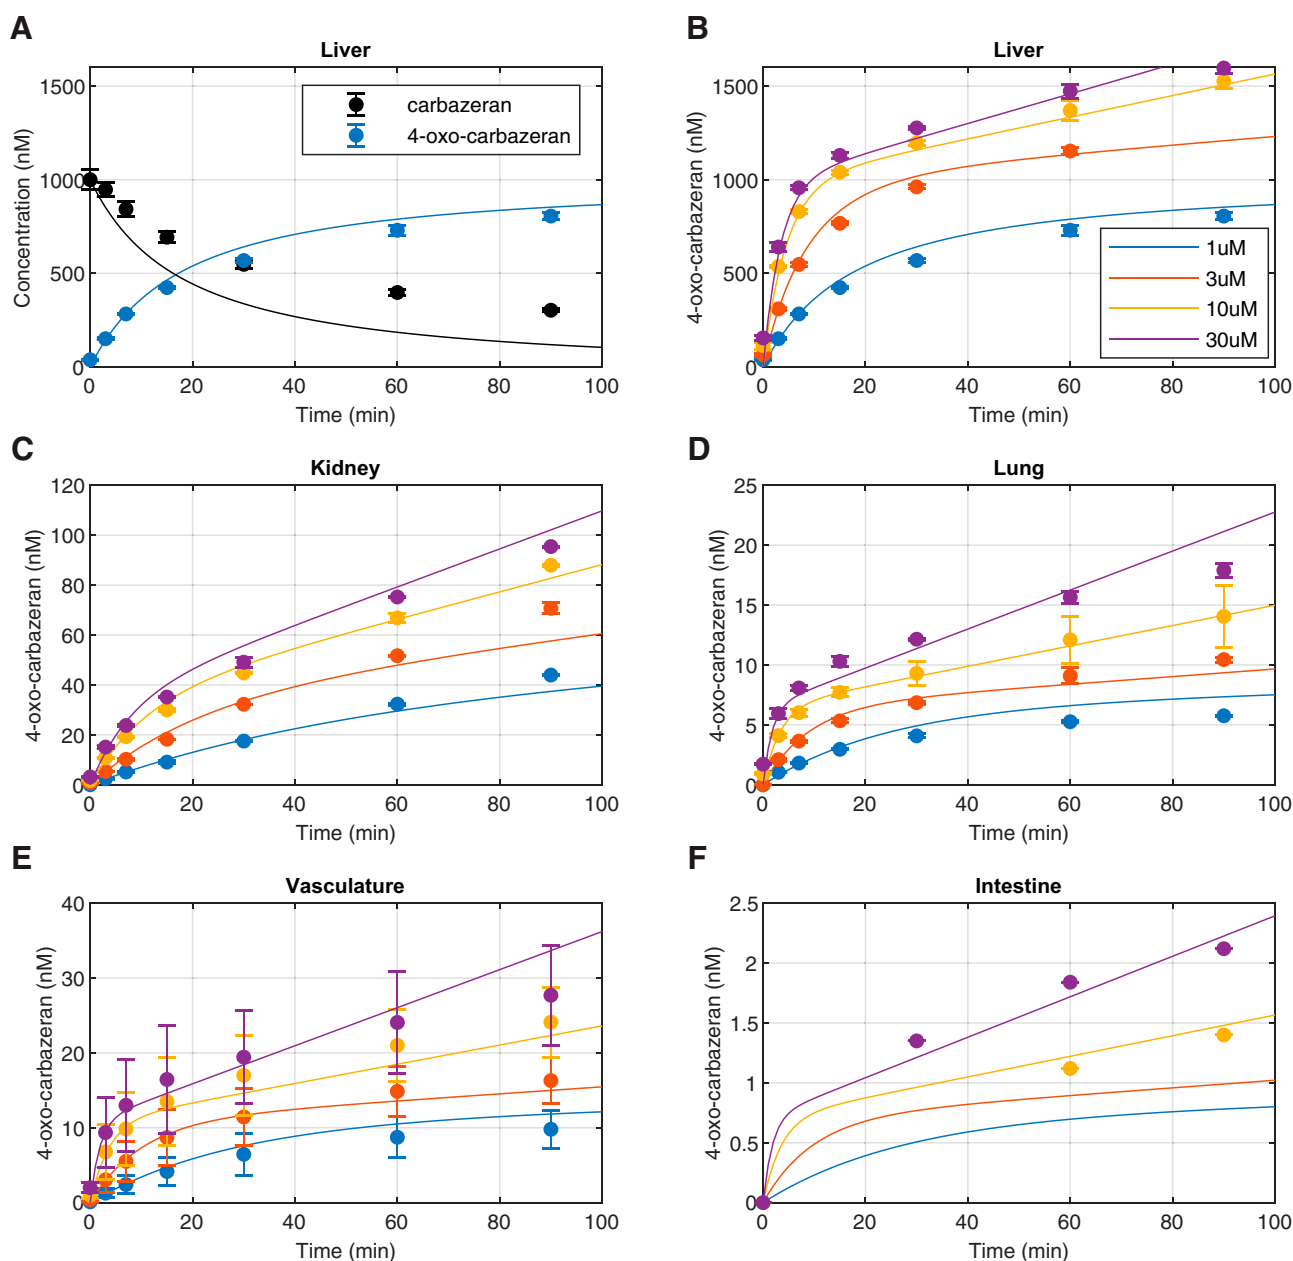 A
Liver
Concentration (nM)
1500
1000
500
0
0 20 40 60 80 100
Time (min)
carbazeran
4-oxo-carbazeran
B
Liver
4-oxo-carbazeran (nM)
1500
1000
500
0
0 20 40 60 80 100
Time (min)
1uM
3uM
10uM
30uM
C
Kidney
4-oxo-carbazeran (nM)
120
100
80
60
40
20
0
0 20 40 60 80 100
Time (min)
D
Lung
4-oxo-carbazeran (nM)
25
20
15
10
5
0
0 20 40 60 80 100
Time (min)
E
Vasculature
4-oxo-carbazeran (nM)
40
30
20
10
0
0 20 40 60 80 100
Time (min)
F
Intestine
4-oxo-carbazeran (nM)
2.5
2
1.5
1
0.5
0
0 20 40 60 80 100
Time (min)